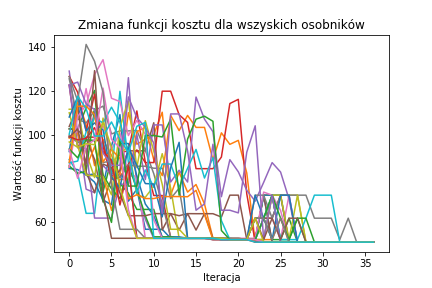 Zmiana funkcji kosztu dla wszyskich osobników
Wartość funkcji kosztu
140
120
100
80
60
0 5 10 15 20 25 30 35
Iteracja